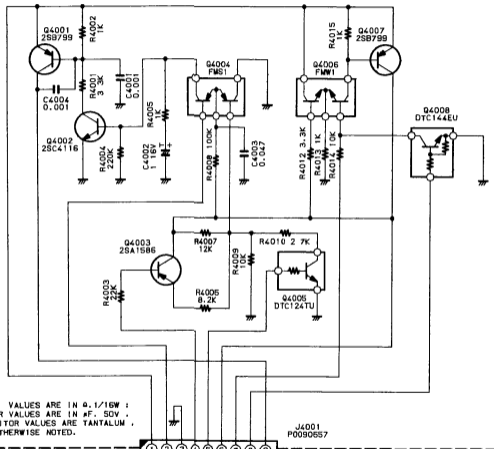 Q4001
2SB799
R4002
1K
R4001
3.3K
C4001
0.001
C4004
0.001
Q4002
2SC4116
R4004
220K
R4005
1K
C4002
1 16V
Q4004
FMS1
R4008 100K
C4003
0.047
Q4006
FMW1
R4015
1K
Q4007
2SB799
R4012 3.3K
R4013 1K
R4014 10K
Q4008
DTC144EU
Q4003
2SA1586
R4003
22K
R4007
12K
R4009
10K
R4010 2.7K
8.2K
Q4005
DTC124TU
VALUES ARE IN Ω.1/16W :
R VALUES ARE IN µF. 50V .
ITOR VALUES ARE TANTALUM .
THERWISE NOTED.
J4001
P0090657